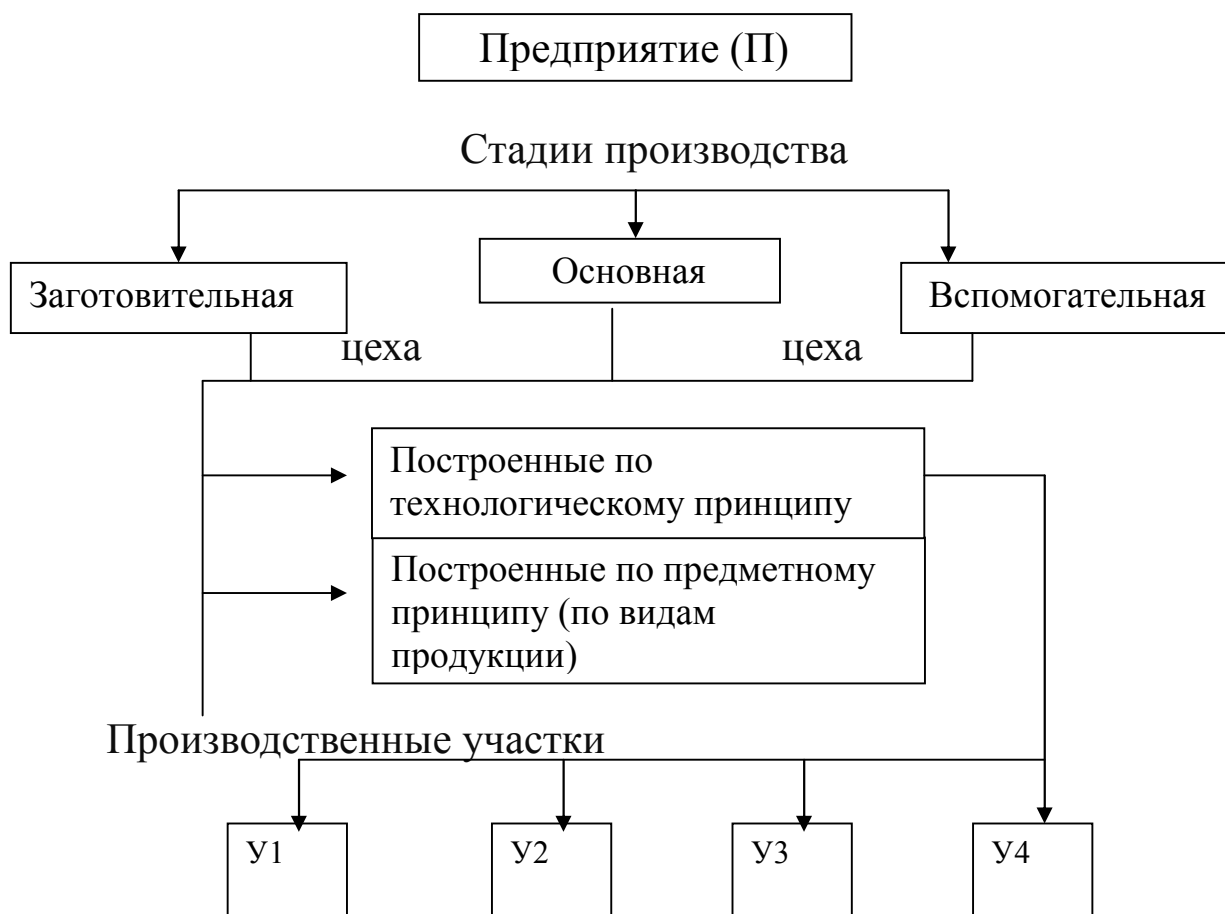 Предприятие (П)
Стадии производства
Заготовительная
Основная
Вспомогательная
цеха
цеха
Построенные по
технологическому принципу
Построенные по предметному
принципу (по видам
продукции)
Производственные участки
У1
У2
У3
У4